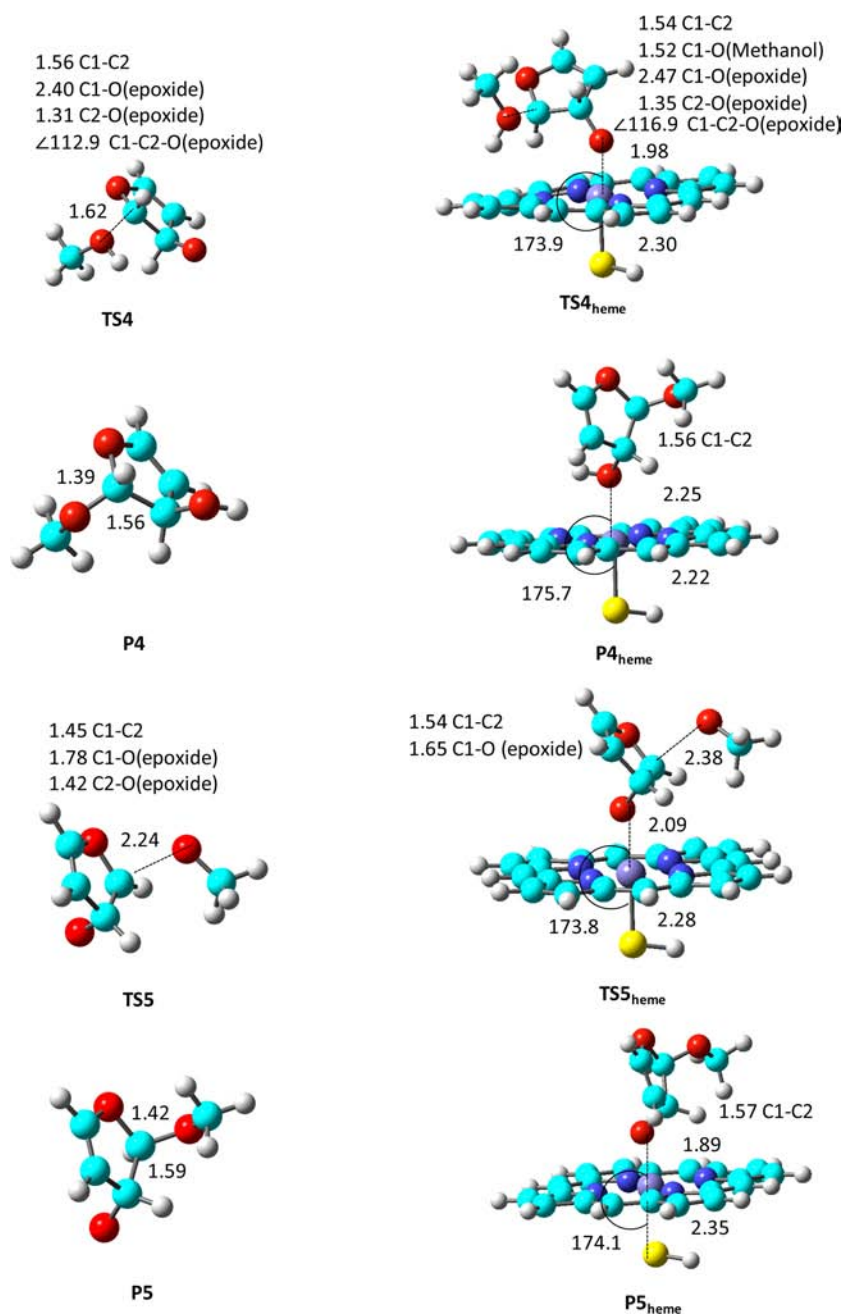 1.56 C1-C2
2.40 C1-O(epoxide)
1.31 C2-O(epoxide)
∠112.9 C1-C2-O(epoxide)
1.62
TS4
1.54 C1-C2
1.52 C1-O(Methanol)
2.47 C1-O(epoxide)
1.35 C2-O(epoxide)
∠116.9 C1-C2-O(epoxide)
1.98
173.9
2.30
TS4heme
1.39
1.56
P4
1.56 C1-C2
2.25
175.7
2.22
P4heme
1.45 C1-C2
1.78 C1-O(epoxide)
1.42 C2-O(epoxide)
2.24
TS5
1.54 C1-C2
1.65 C1-O (epoxide)
2.38
2.09
173.8
2.28
TS5heme
1.42
1.59
P5
1.57 C1-C2
1.89
174.1
2.35
P5heme